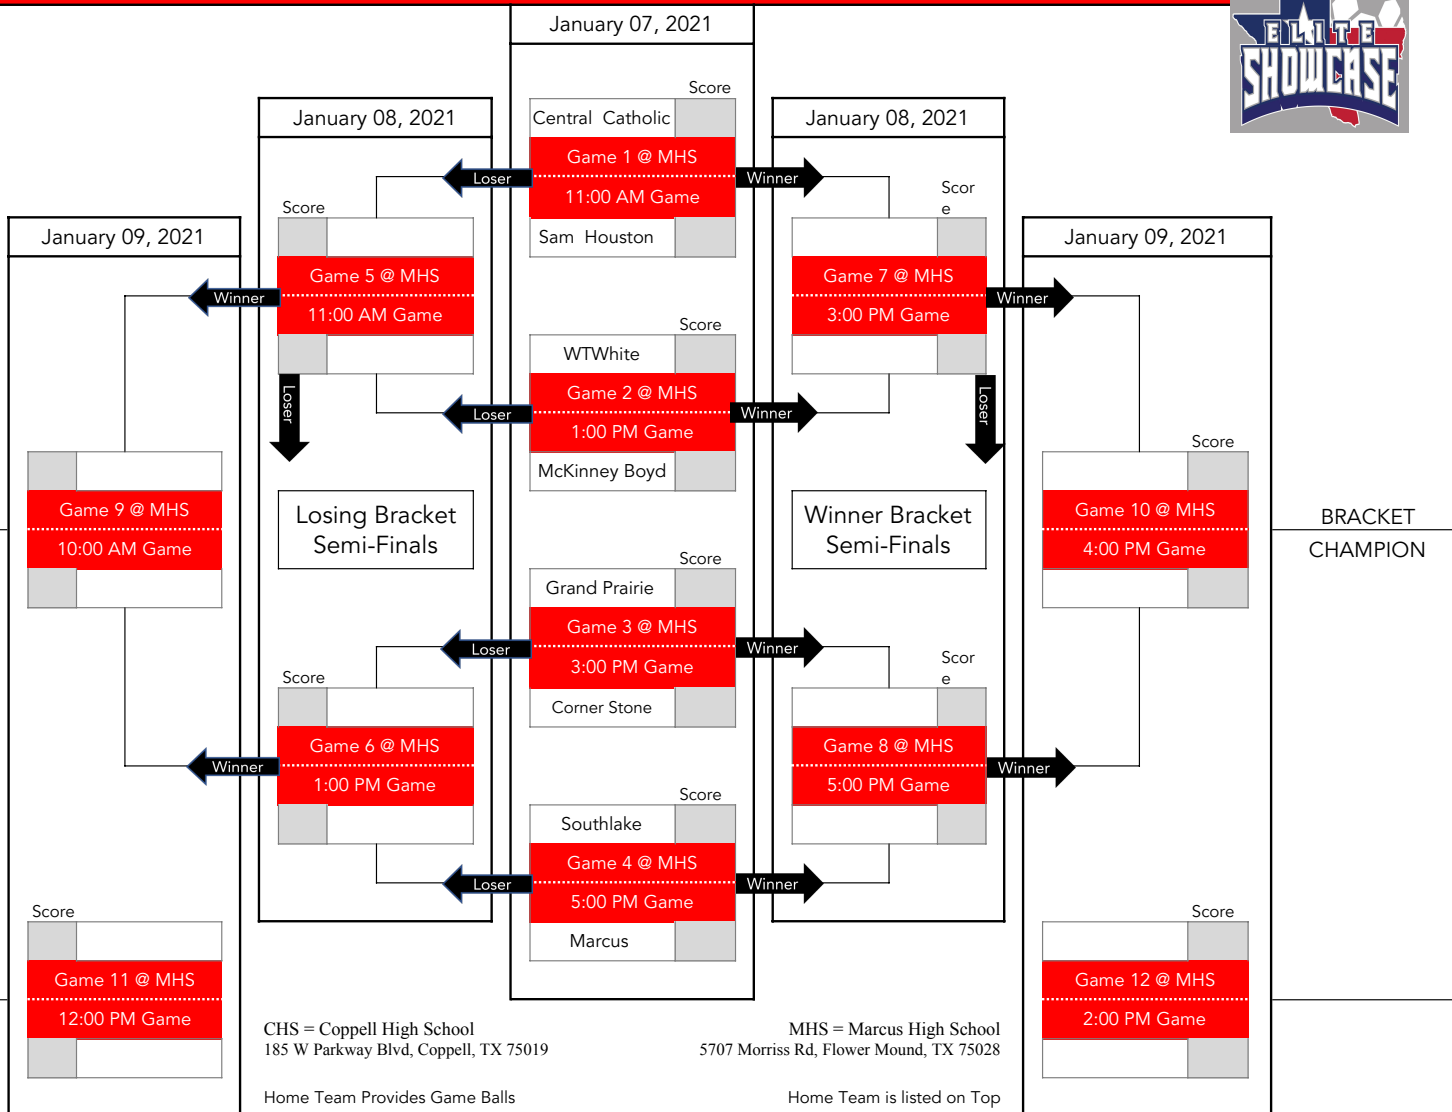 January 07, 2021
ELITE
SHOWCASE
Score
January 08, 2021
Central Catholic
January 08, 2021
Game 1 @ MHS
Loser
Winner
11:00 AM Game
Scor
e
Score
January 09, 2021
Sam Houston
January 09, 2021
Game 5 @ MHS
Game 7 @ MHS
Winner
Winner
11:00 AM Game
3:00 PM Game
Score
WTWhite
Game 2 @ MHS
Loser
Loser
Loser
Winner
1:00 PM Game
Score
McKinney Boyd
Game 9 @ MHS
Losing Bracket
Semi-Finals
Winner Bracket
Semi-Finals
Game 10 @ MHS
BRACKET
CHAMPION
10:00 AM Game
4:00 PM Game
Score
Grand Prairie
Game 3 @ MHS
Loser
Winner
3:00 PM Game
Scor
e
Score
Corner Stone
Game 6 @ MHS
Game 8 @ MHS
Winner
Winner
1:00 PM Game
5:00 PM Game
Score
Southlake
Game 4 @ MHS
Loser
Winner
5:00 PM Game
Score
Score
Marcus
Game 11 @ MHS
Game 12 @ MHS
12:00 PM Game
2:00 PM Game
CHS = Coppell High School
185 W Parkway Blvd, Coppell, TX 75019
MHS = Marcus High School
5707 Morriss Rd, Flower Mound, TX 75028
Home Team Provides Game Balls
Home Team is listed on Top